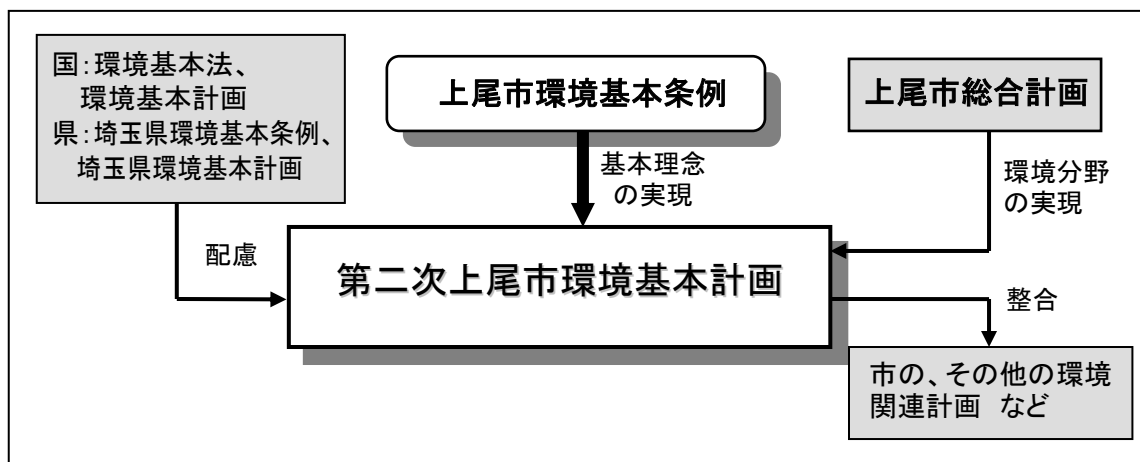 国：環境基本法、
環境基本計画
県：埼玉県環境基本条例、
埼玉県環境基本計画
上尾市環境基本条例
上尾市総合計画
基本理念
の実現
環境分野
の実現
配慮
第二次上尾市環境基本計画
整合
市の、その他の環境
関連計画　など